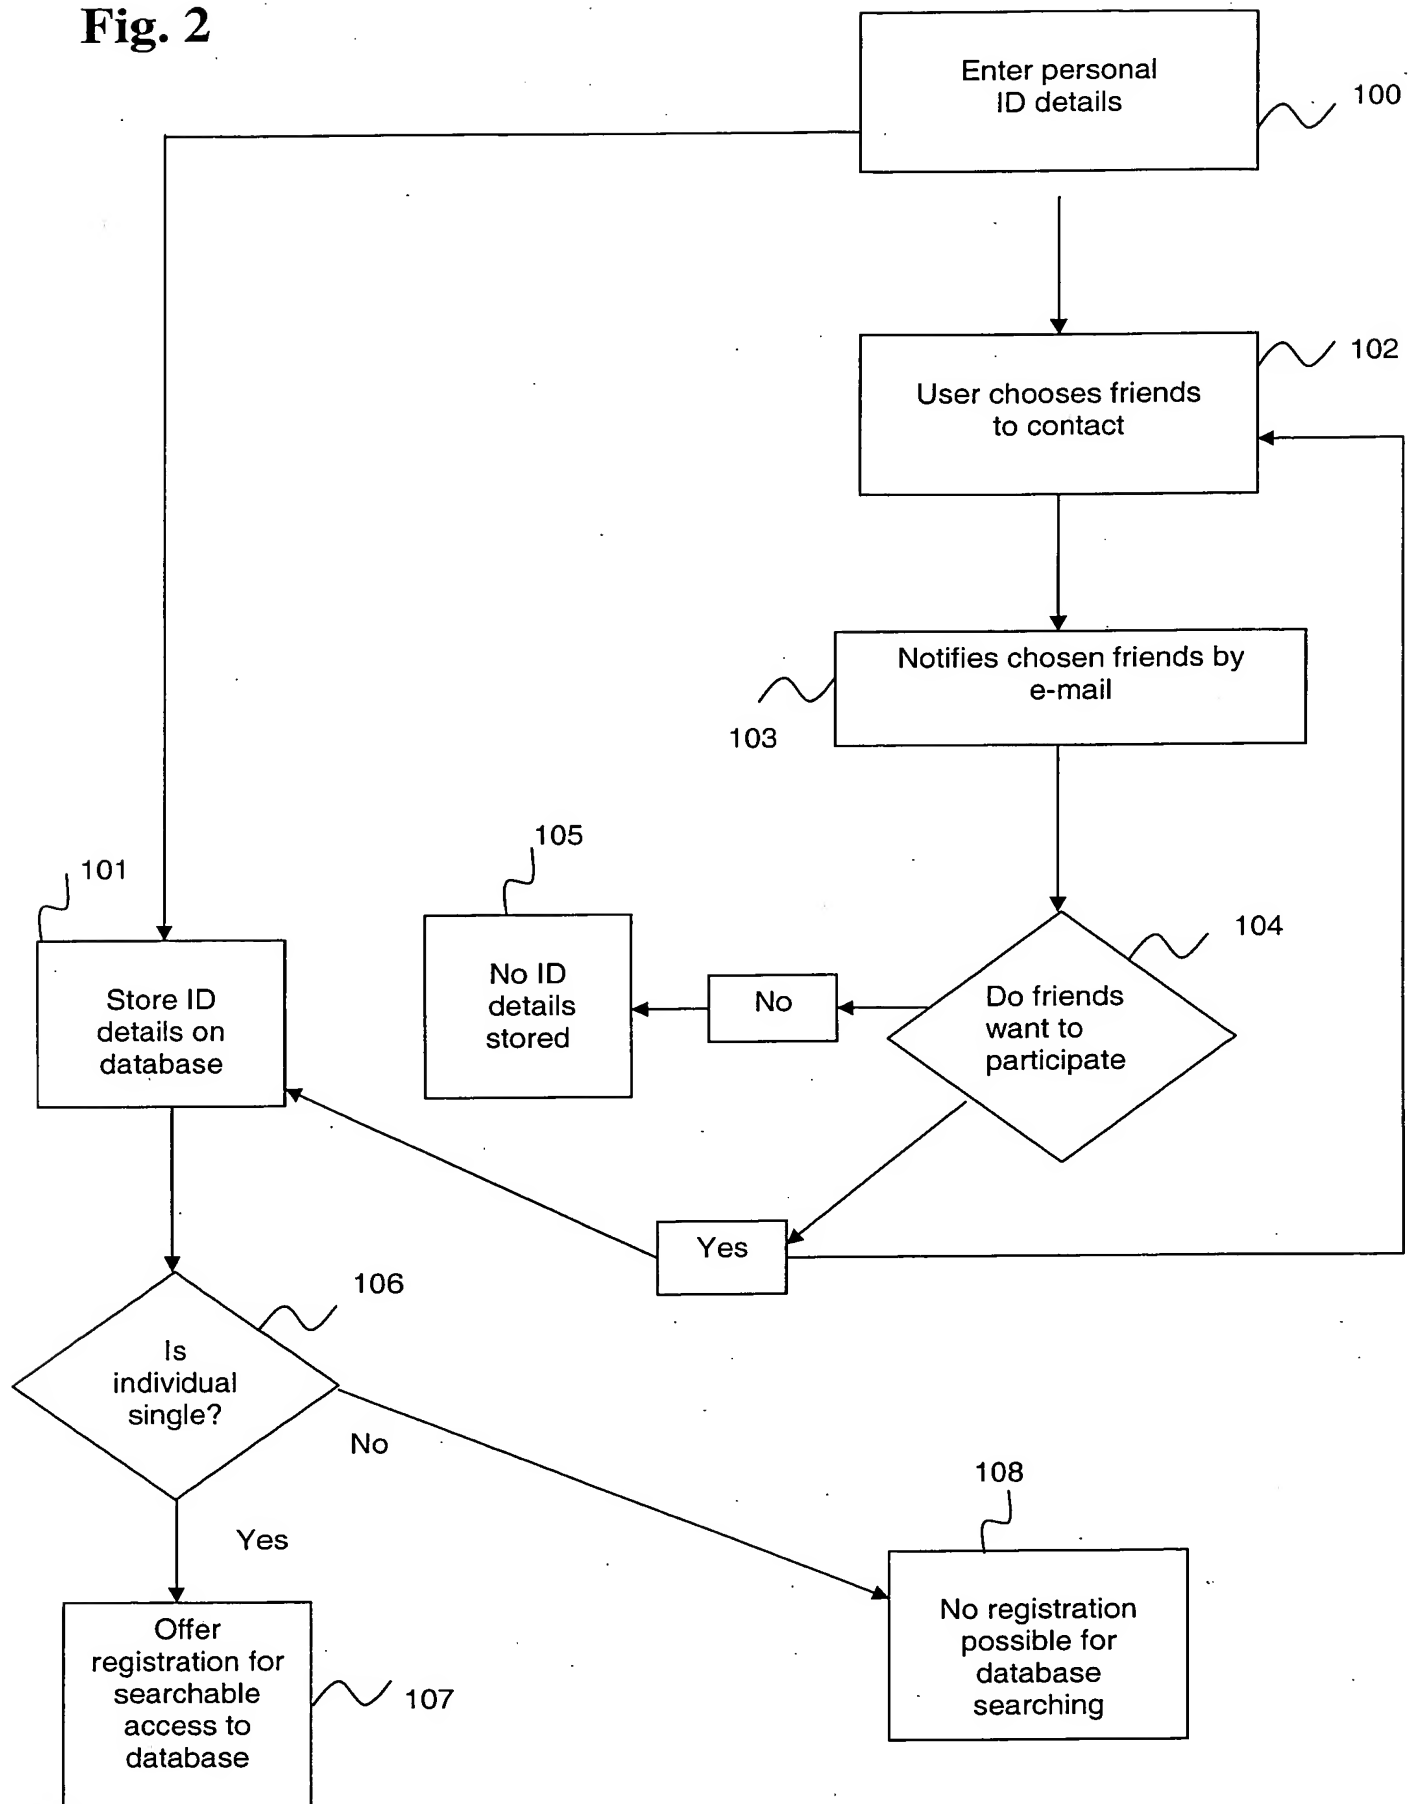 Fig. 2
Enter personal
ID details
100
102
User chooses friends
to contact
Notifies chosen friends by
e-mail
103
105
101
104
No ID
details
stored
No
Do friends
want to
participate
Store ID
details on
database
Yes
106
Is
individual
single?
No
108
Yes
Offer
registration for
searchable
access to
database
107
No registration
possible for
database
searching